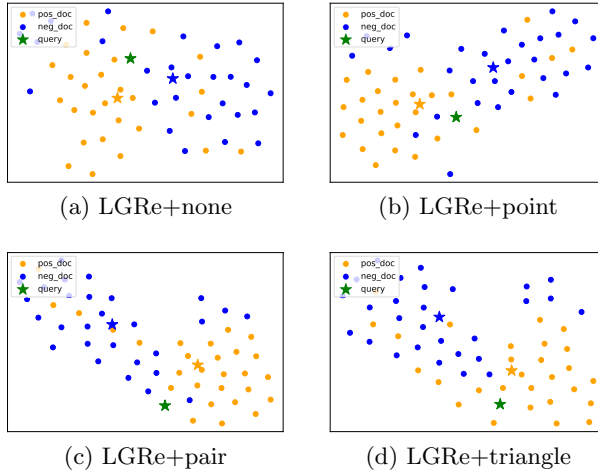 pos_doc
neg_doc
query
(a) LGRe+none
pos_doc
neg_doc
query
(b) LGRe+point
pos_doc
neg_doc
query
(c) LGRe+pair
pos_doc
neg_doc
query
(d) LGRe+triangle